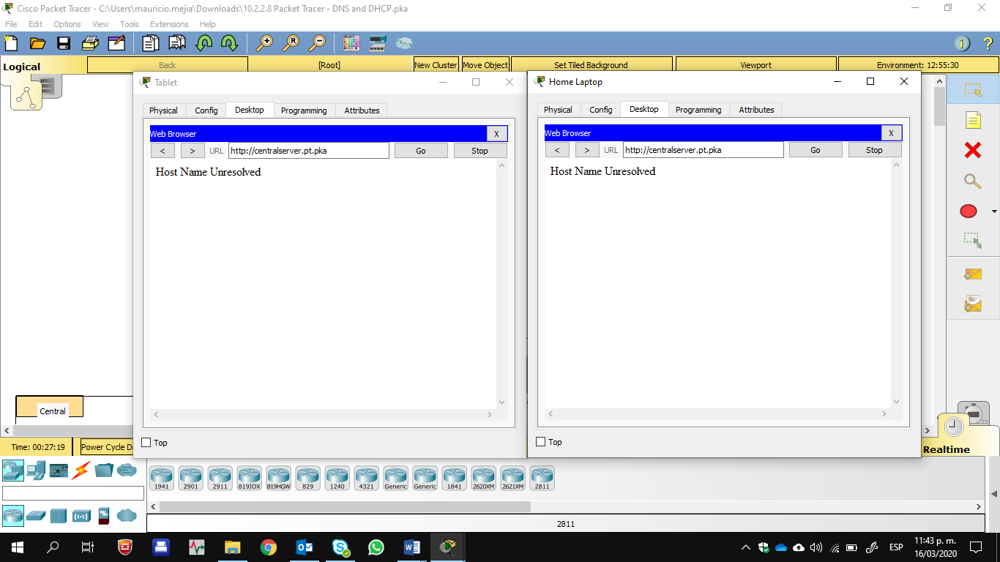 Cisco Packet Tracer - C:\Users\mauricio.mejia\Downloads\10.2.2.8 Packet Tracer - DNS and DHCP.pka
File Edit Options View Tools Extensions Help
Logical Back [Root] New Cluster Move Object Set Tiled Background Viewport Environment: 12:55:30
Tablet
Physical Config Desktop Programming Attributes
Web Browser X
< > URL http://centralserver.pt.pka Go Stop
Host Name Unresolved
Top
Home Laptop
Physical Config Desktop Programming Attributes
Web Browser X
< > URL http://centralserver.pt.pka Go Stop
Host Name Unresolved
Top
Central
Time: 00:27:19 Power Cycle De
Realtime
1941 2901 2911 819IOX 819HGW 829 1240 4321 Generic Generic 1841 2620XM 2621XM 2811
2811
ESP
11:43 p. m.
16/03/2020